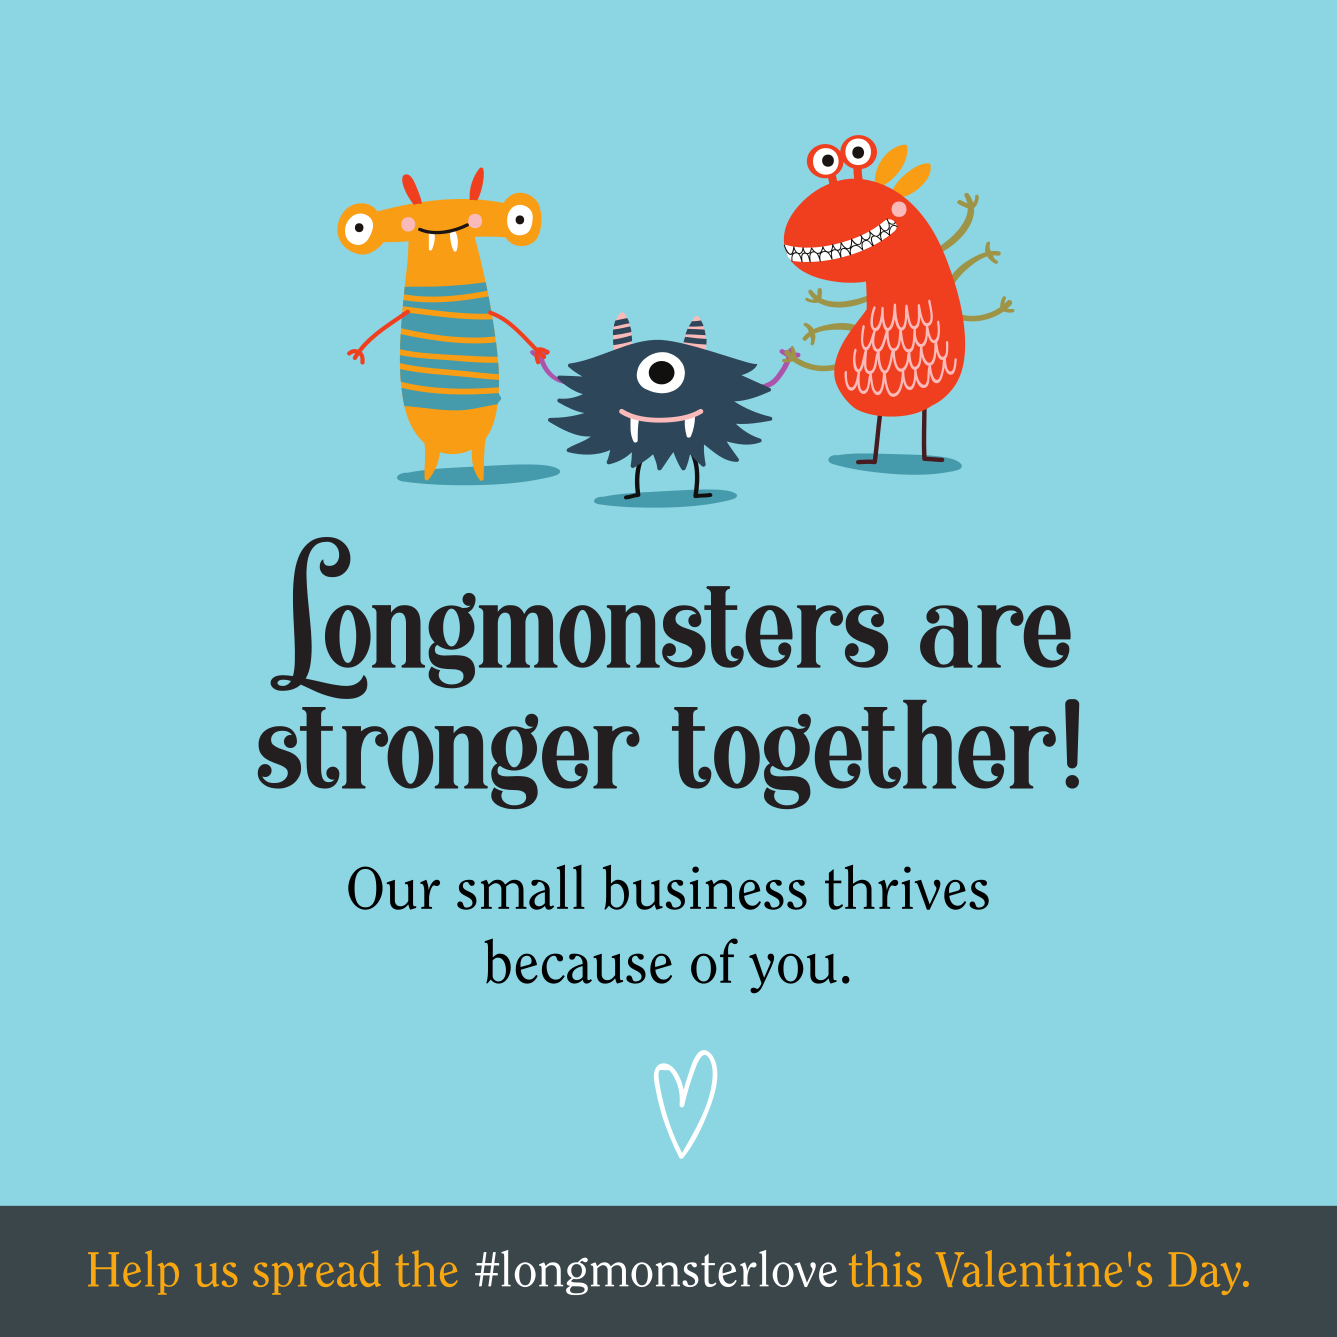 Longmonsters are
stronger together!
Our small business thrives
because of you.
Help us spread the #longmonsterlove this Valentine's Day.